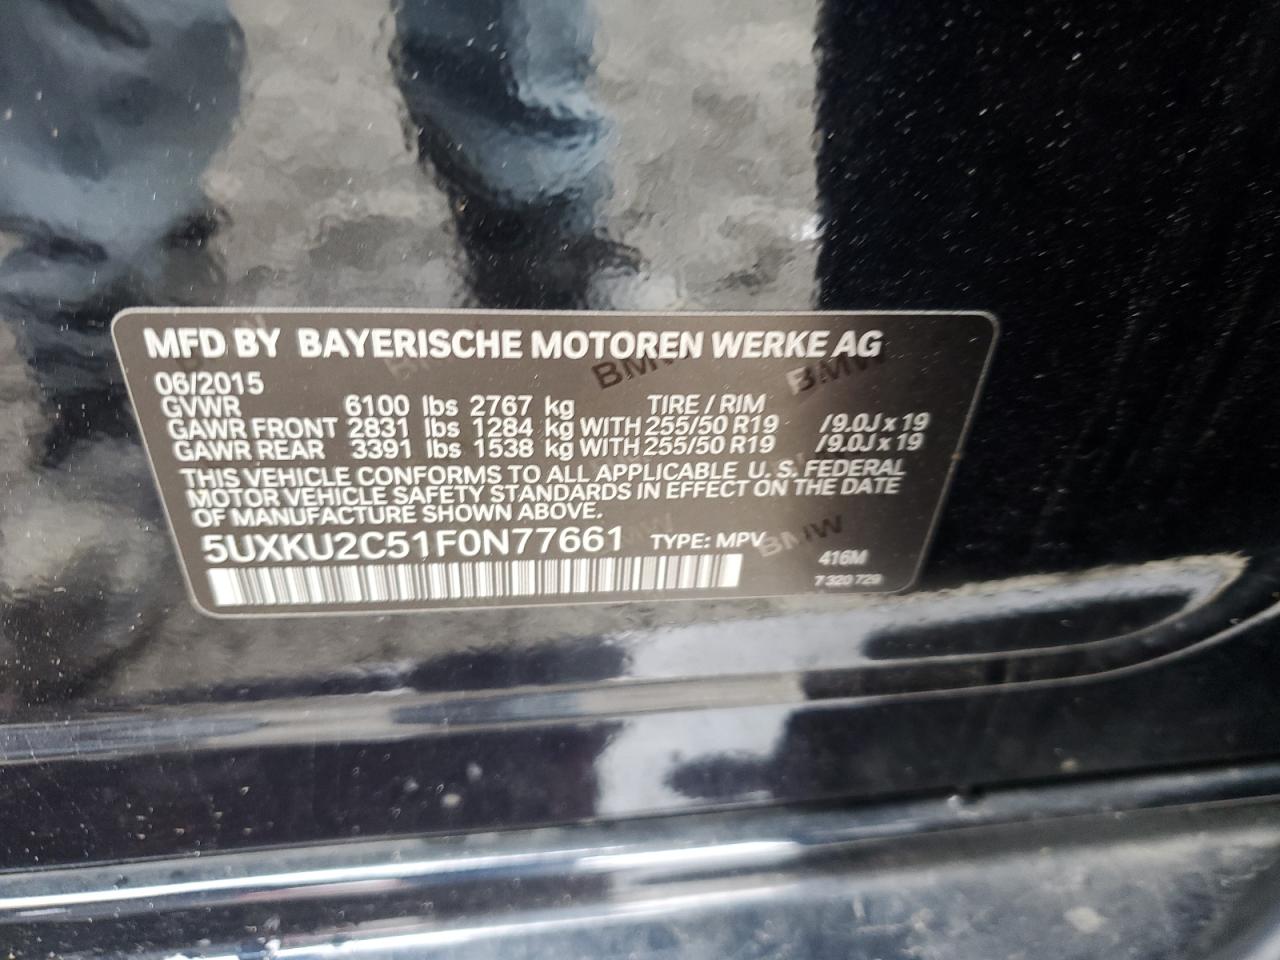 MFD BY BAYERISCHE MOTOREN WERKE AG
06/2015
GVWR 6100 lbs 2767 kg TIRE / RIM
GAWR FRONT 2831 lbs 1284 kg WITH 255/50 R19 /9.0J x 19
GAWR REAR 3391 lbs 1538 kg WITH 255/50 R19 /9.0J x 19
THIS VEHICLE CONFORMS TO ALL APPLICABLE U. S. FEDERAL
MOTOR VEHICLE SAFETY STANDARDS IN EFFECT ON THE DATE
OF MANUFACTURE SHOWN ABOVE.
5UXKU2C51F0N77661 TYPE: MPV
416M
7 320 729
BMW
BMW
BMW